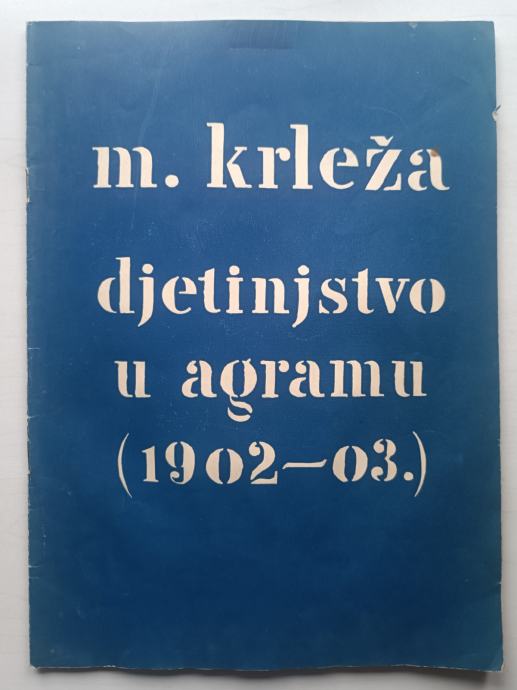 m. krleža
djetinjstvo
u agramu
(1902—03.)